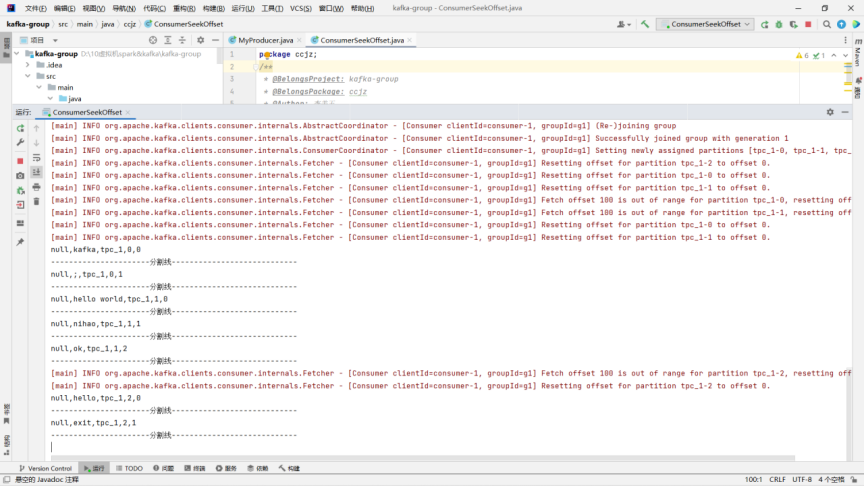 文件(F) 编辑(E) 视图(V) 导航(N) 代码(C) 重构(R) 构建(B) 运行(U) 工具(T) VCS(S) 窗口(W) 帮助(H) kafka-group - ConsumerSeekOffset
kafka-group src main java ccjz ConsumerSeekOffset ConsumerSeekOffset
项目 MyProducer.java ConsumerSeekOffset.java
kafka-group D:\10虚拟机spark&kafka\kafka-group 1 package ccjz; 6 1 Maven
.idea 2 /**
src 3 * @BelongsProject: kafka-group
main 4 * @BelongsPackage: ccjz
java 5
运行: ConsumerSeekOffset
[main] INFO org.apache.kafka.clients.consumer.internals.AbstractCoordinator - [Consumer clientId=consumer-1, groupId=g1] (Re-)joining group
[main] INFO org.apache.kafka.clients.consumer.internals.AbstractCoordinator - [Consumer clientId=consumer-1, groupId=g1] Successfully joined group with generation 1
[main] INFO org.apache.kafka.clients.consumer.internals.ConsumerCoordinator - [Consumer clientId=consumer-1, groupId=g1] Setting newly assigned partitions [tpc_1-0, tpc_1-1, tpc_
[main] INFO org.apache.kafka.clients.consumer.internals.Fetcher - [Consumer clientId=consumer-1, groupId=g1] Resetting offset for partition tpc_1-2 to offset 0.
[main] INFO org.apache.kafka.clients.consumer.internals.Fetcher - [Consumer clientId=consumer-1, groupId=g1] Resetting offset for partition tpc_1-0 to offset 0.
[main] INFO org.apache.kafka.clients.consumer.internals.Fetcher - [Consumer clientId=consumer-1, groupId=g1] Resetting offset for partition tpc_1-1 to offset 0.
[main] INFO org.apache.kafka.clients.consumer.internals.Fetcher - [Consumer clientId=consumer-1, groupId=g1] Fetch offset 100 is out of range for partition tpc_1-0, resetting off
[main] INFO org.apache.kafka.clients.consumer.internals.Fetcher - [Consumer clientId=consumer-1, groupId=g1] Fetch offset 100 is out of range for partition tpc_1-1, resetting off
[main] INFO org.apache.kafka.clients.consumer.internals.Fetcher - [Consumer clientId=consumer-1, groupId=g1] Resetting offset for partition tpc_1-0 to offset 0.
[main] INFO org.apache.kafka.clients.consumer.internals.Fetcher - [Consumer clientId=consumer-1, groupId=g1] Resetting offset for partition tpc_1-1 to offset 0.
null,kafka,tpc_1,0,0
-----------------------分割线-----------------------------
null,;,tpc_1,0,1
-----------------------分割线-----------------------------
null,hello world,tpc_1,1,0
-----------------------分割线-----------------------------
null,nihao,tpc_1,1,1
-----------------------分割线-----------------------------
null,ok,tpc_1,1,2
-----------------------分割线-----------------------------
[main] INFO org.apache.kafka.clients.consumer.internals.Fetcher - [Consumer clientId=consumer-1, groupId=g1] Fetch offset 100 is out of range for partition tpc_1-2, resetting off
[main] INFO org.apache.kafka.clients.consumer.internals.Fetcher - [Consumer clientId=consumer-1, groupId=g1] Resetting offset for partition tpc_1-2 to offset 0.
null,hello,tpc_1,2,0
-----------------------分割线-----------------------------
null,exit,tpc_1,2,1
-----------------------分割线-----------------------------
Version Control 运行 TODO 问题 终端 服务 依赖 构建
悬空的 Javadoc 注释 100:1 CRLF UTF-8 4 个空格